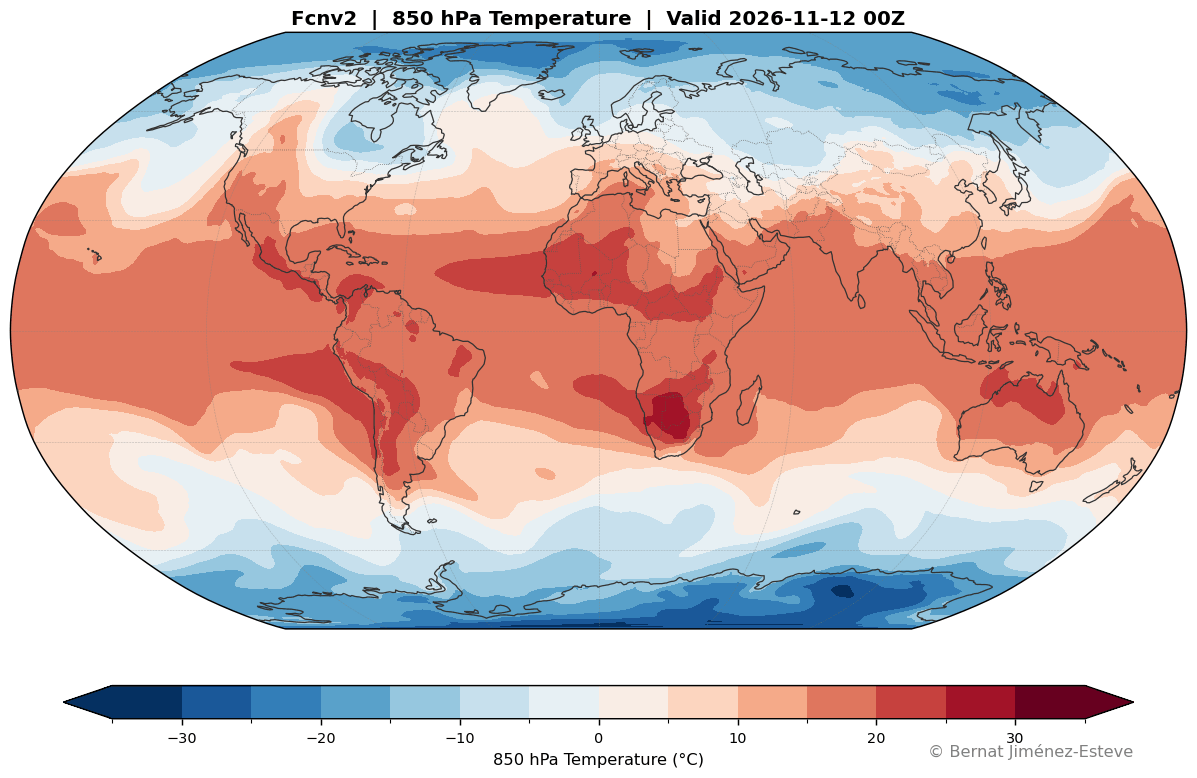 Fcnv2 | 850 hPa Temperature | Valid 2026-11-12 00Z
−30 −20 −10 0 10 20 30
850 hPa Temperature (°C)
© Bernat Jiménez-Esteve